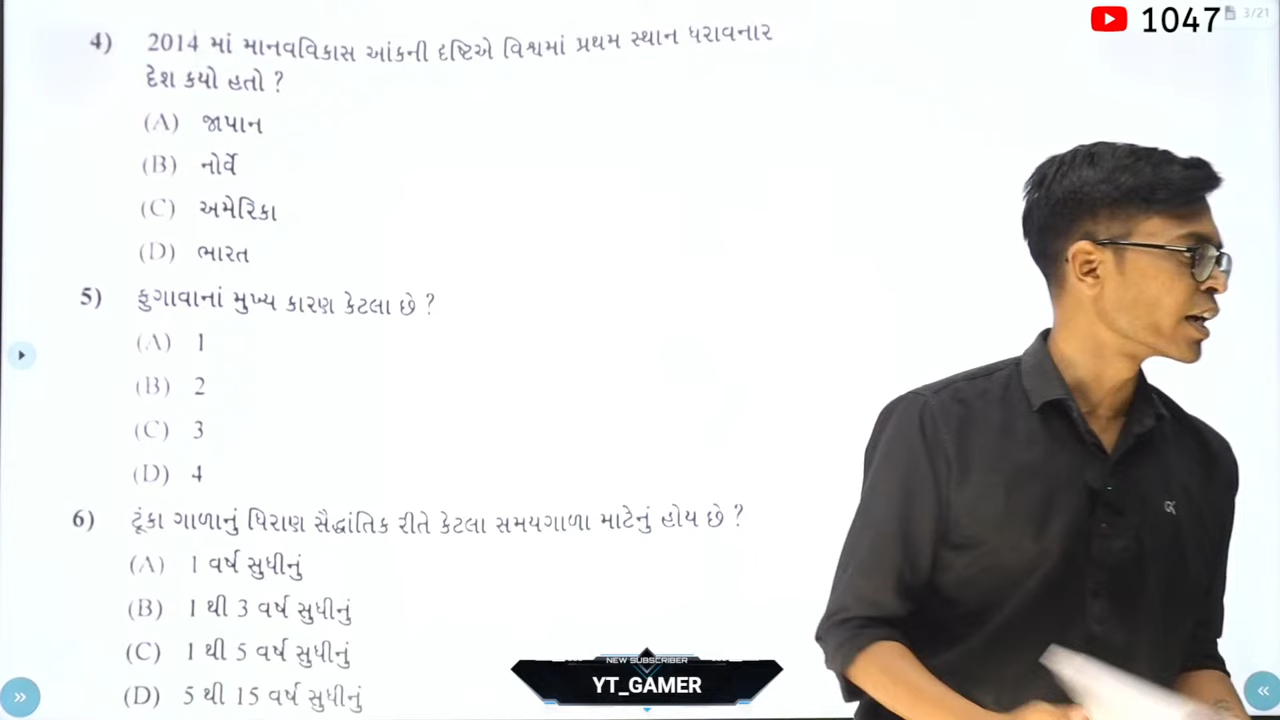 1047
3/21
4) 2014 માં માનવવિકાસ આંકની દૃષ્ટિએ વિશ્વમાં પ્રથમ સ્થાન ધરાવનાર
દેશ કયો હતો ?
(A) જાપાન
(B) નોર્વે
(C) અમેરિકા
(D) ભારત
5) ફુગાવાનાં મુખ્ય કારણ કેટલા છે ?
(A) 1
(B) 2
(C) 3
(D) 4
6) ટૂંકા ગાળાનું ધિરાણ સૈદ્ધાંતિક રીતે કેટલા સમયગાળા માટેનું હોય છે ?
(A) 1 વર્ષ સુધીનું
(B) 1 થી 3 વર્ષ સુધીનું
(C) 1 થી 5 વર્ષ સુધીનું
(D) 5 થી 15 વર્ષ સુધીનું
NEW SUBSCRIBER
YT_GAMER